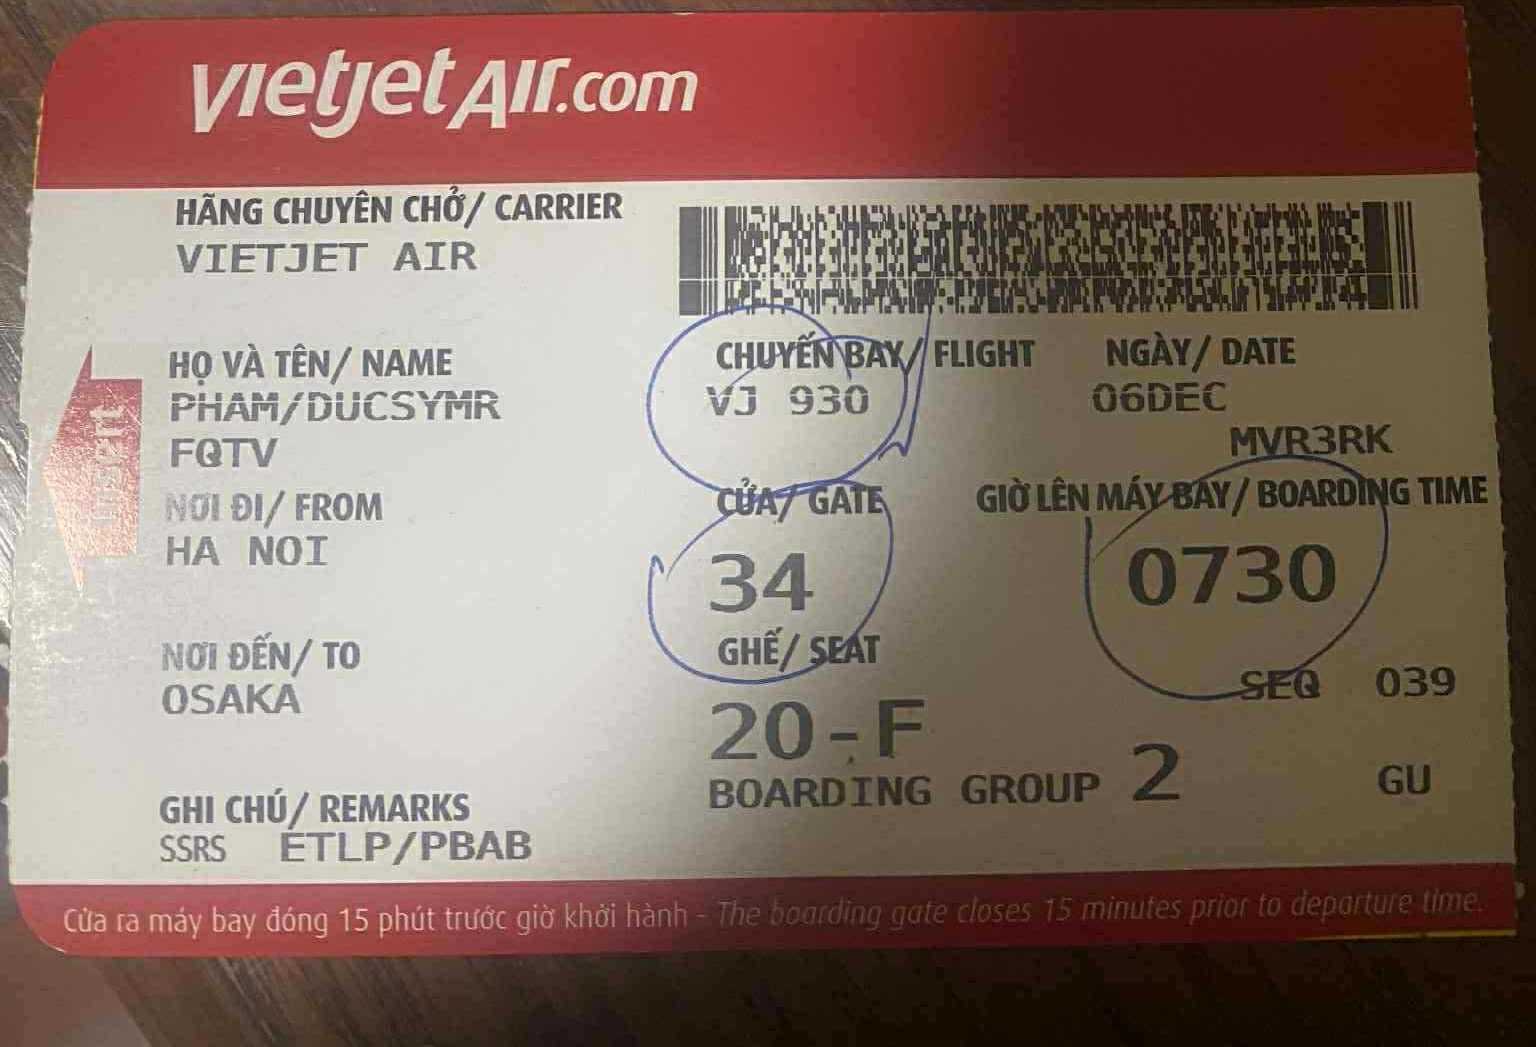 vietjetAir.com
HÃNG CHUYÊN CHỞ/ CARRIER
VIETJET AIR
HỌ VÀ TÊN/ NAME
PHAM/DUCSYMR
FQTV
CHUYẾN BAY/ FLIGHT
VJ 930
NGÀY/ DATE
06DEC
MVR3RK
insert
NƠI ĐI/ FROM
HA NOI
CỬA/ GATE
34
GIỜ LÊN MÁY BAY/ BOARDING TIME
0730
NƠI ĐẾN/ TO
OSAKA
GHẾ/ SEAT
20-F
SEQ 039
BOARDING GROUP 2
GU
GHI CHÚ/ REMARKS
SSRS ETLP/PBAB
Cửa ra máy bay đóng 15 phút trước giờ khởi hành - The boarding gate closes 15 minutes prior to departure time.